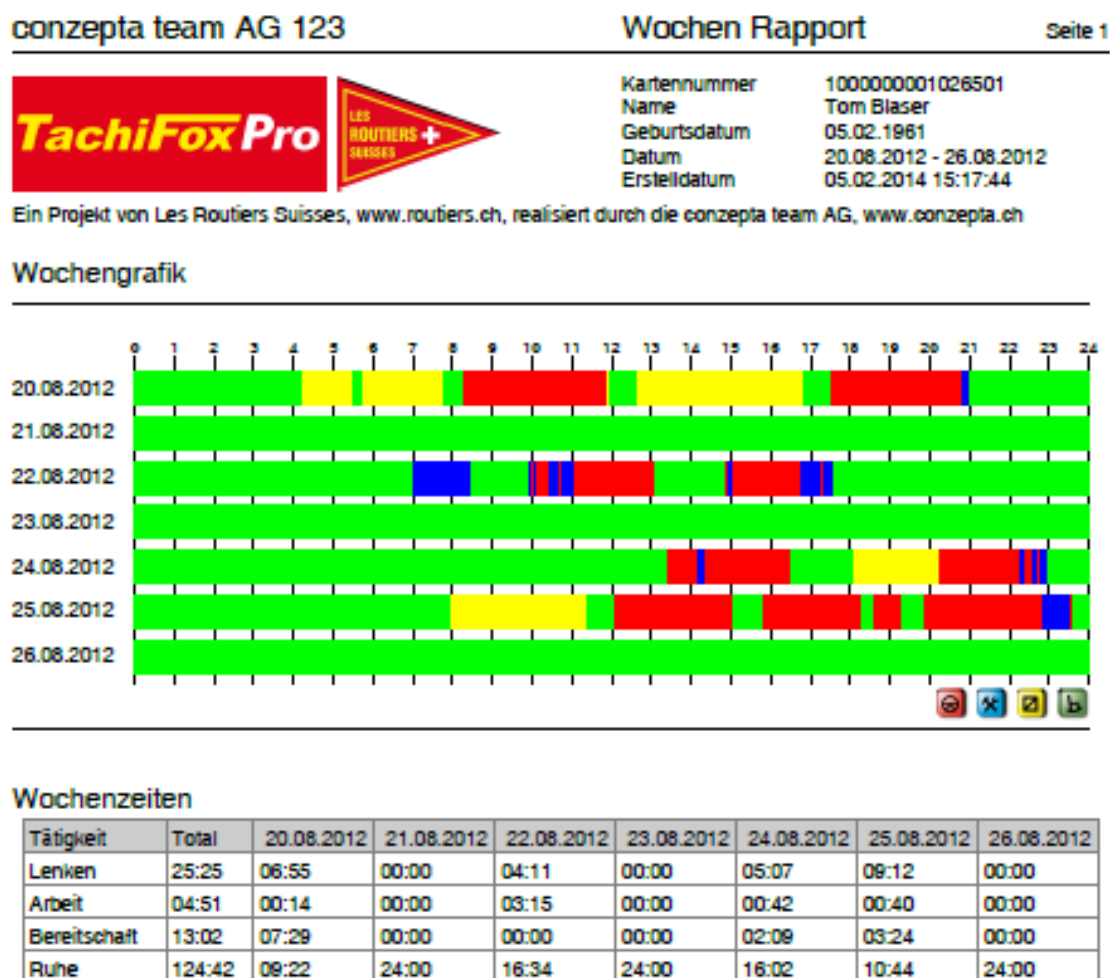 conzepta team AG 123 Wochen Rapport Seite 1
Kartennummer 1000000001026501
Name Tom Blaser
Geburtsdatum 05.02.1961
Datum 20.08.2012 - 26.08.2012
Erstelldatum 05.02.2014 15:17:44
TachiFox Pro
LES
ROUTIERS
SUISSES
Ein Projekt von Les Routiers Suisses, www.routiers.ch, realisiert durch die conzepta team AG, www.conzepta.ch
Wochengrafik
0 1 2 3 4 5 6 7 8 9 10 11 12 13 14 15 16 17 18 19 20 21 22 23 24
20.08.2012
21.08.2012
22.08.2012
23.08.2012
24.08.2012
25.08.2012
26.08.2012
Wochenzeiten
Tätigkeit Total 20.08.2012 21.08.2012 22.08.2012 23.08.2012 24.08.2012 25.08.2012 26.08.2012
Lenken 25:25 06:55 00:00 04:11 00:00 05:07 09:12 00:00
Arbeit 04:51 00:14 00:00 03:15 00:00 00:42 00:40 00:00
Bereitschaft 13:02 07:29 00:00 00:00 00:00 02:09 03:24 00:00
Ruhe 124:42 09:22 24:00 16:34 24:00 16:02 10:44 24:00